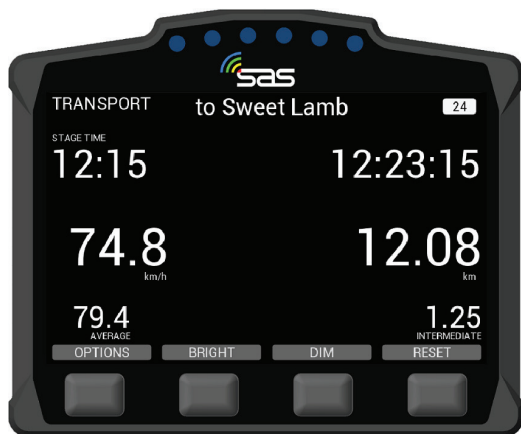 sas
TRANSPORT to Sweet Lamb 24
STAGE TIME
12:15 12:23:15
74.8 12.08
km/h km
79.4 1.25
AVERAGE INTERMEDIATE
OPTIONS BRIGHT DIM RESET